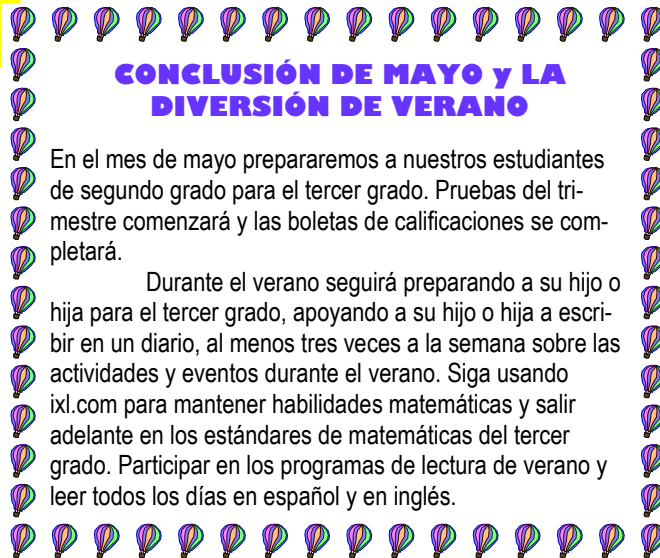 CONCLUSIÓN DE MAYO y LA
DIVERSIÓN DE VERANO
En el mes de mayo prepararemos a nuestros estudiantes
de segundo grado para el tercer grado. Pruebas del tri-
mestre comenzará y las boletas de calificaciones se com-
pletará.
Durante el verano seguirá preparando a su hijo o
hija para el tercer grado, apoyando a su hijo o hija a escri-
bir en un diario, al menos tres veces a la semana sobre las
actividades y eventos durante el verano. Siga usando
ixl.com para mantener habilidades matemáticas y salir
adelante en los estándares de matemáticas del tercer
grado. Participar en los programas de lectura de verano y
leer todos los días en español y en inglés.